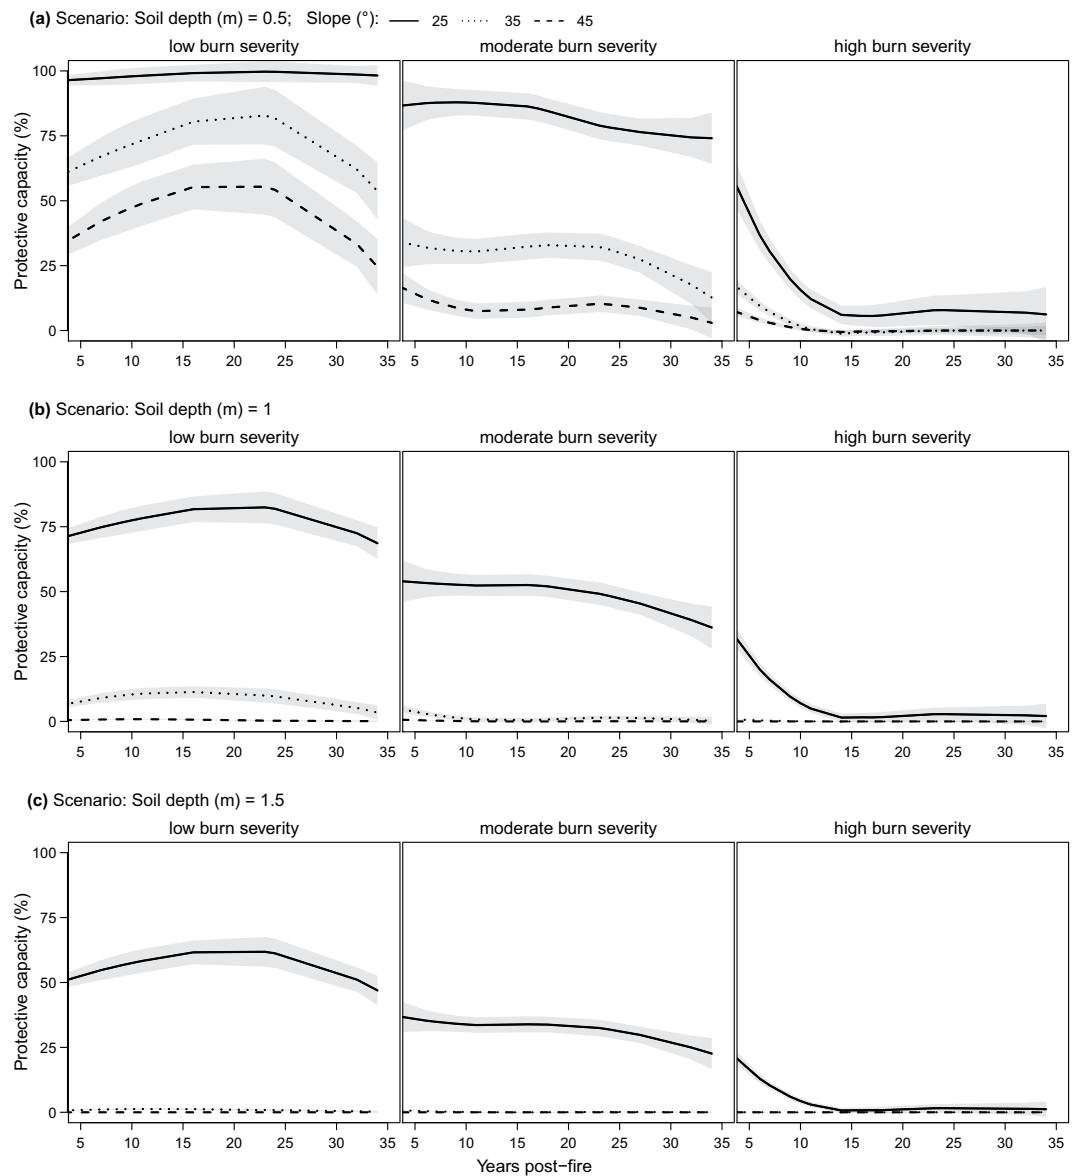 (a) Scenario: Soil depth (m) = 0.5; Slope (°): 25 35 45
low burn severity moderate burn severity high burn severity
Protective capacity (%)
100
75
50
25
0
5 10 15 20 25 30 35 5 10 15 20 25 30 35 5 10 15 20 25 30 35
(b) Scenario: Soil depth (m) = 1
low burn severity moderate burn severity high burn severity
Protective capacity (%)
100
75
50
25
0
5 10 15 20 25 30 35 5 10 15 20 25 30 35 5 10 15 20 25 30 35
(c) Scenario: Soil depth (m) = 1.5
low burn severity moderate burn severity high burn severity
Protective capacity (%)
100
75
50
25
0
5 10 15 20 25 30 35 5 10 15 20 25 30 35 5 10 15 20 25 30 35
Years post−fire